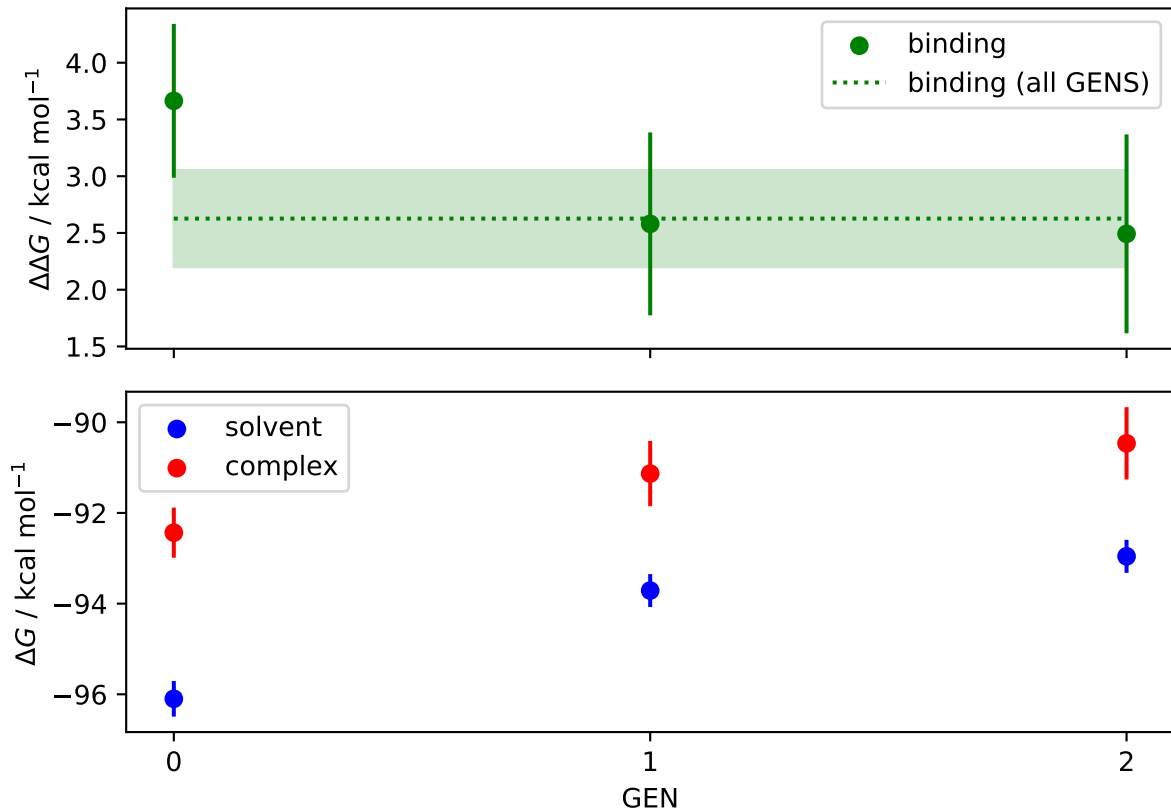 ΔΔG / kcal mol⁻¹
4.0
3.5
3.0
2.5
2.0
1.5
binding
binding (all GENS)
ΔG / kcal mol⁻¹
−90
−92
−94
−96
solvent
complex
0
1
2
GEN